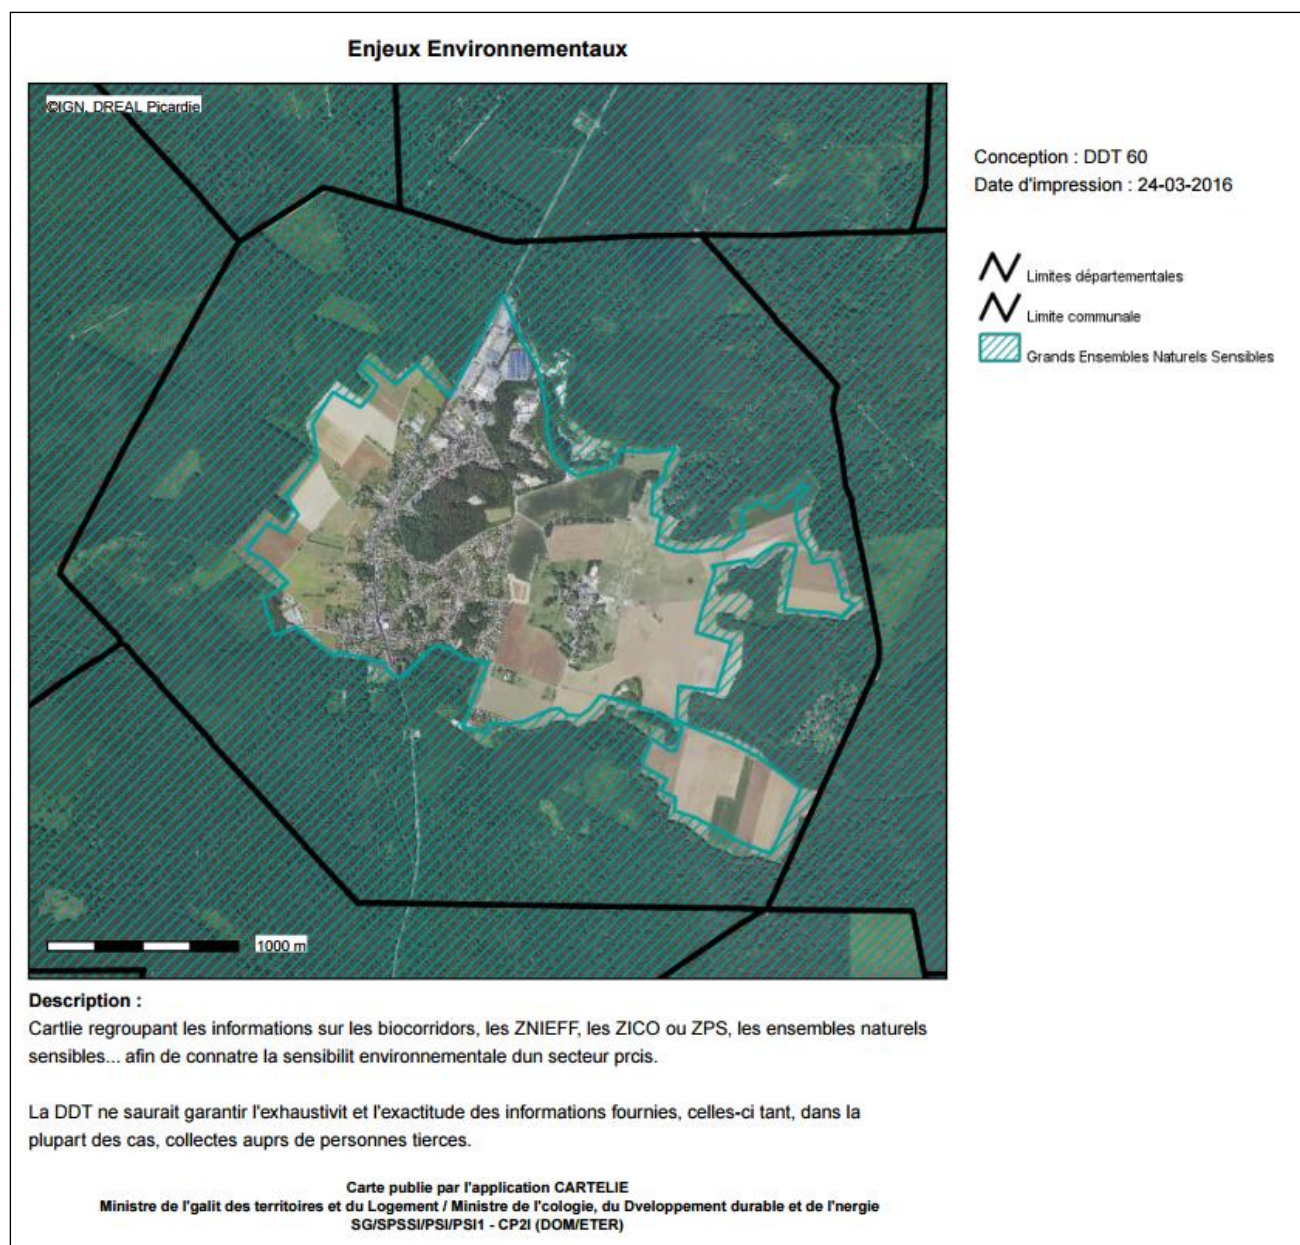 Enjeux Environnementaux
©IGN, DREAL Picardie
Conception : DDT 60
Date d'impression : 24-03-2016
Limites départementales
Limite communale
Grands Ensembles Naturels Sensibles
1000 m
Description :
Cartlie regroupant les informations sur les biocorridors, les ZNIEFF, les ZICO ou ZPS, les ensembles naturels
sensibles... afin de connatre la sensibilit environnementale dun secteur prcis.
La DDT ne saurait garantir l'exhaustivit et l'exactitude des informations fournies, celles-ci tant, dans la
plupart des cas, collectes auprs de personnes tierces.
Carte publie par l'application CARTELIE
Ministre de l'galit des territoires et du Logement / Ministre de l'cologie, du Dveloppement durable et de l'nergie
SG/SPSSI/PSI/PSI1 - CP2I (DOM/ETER)